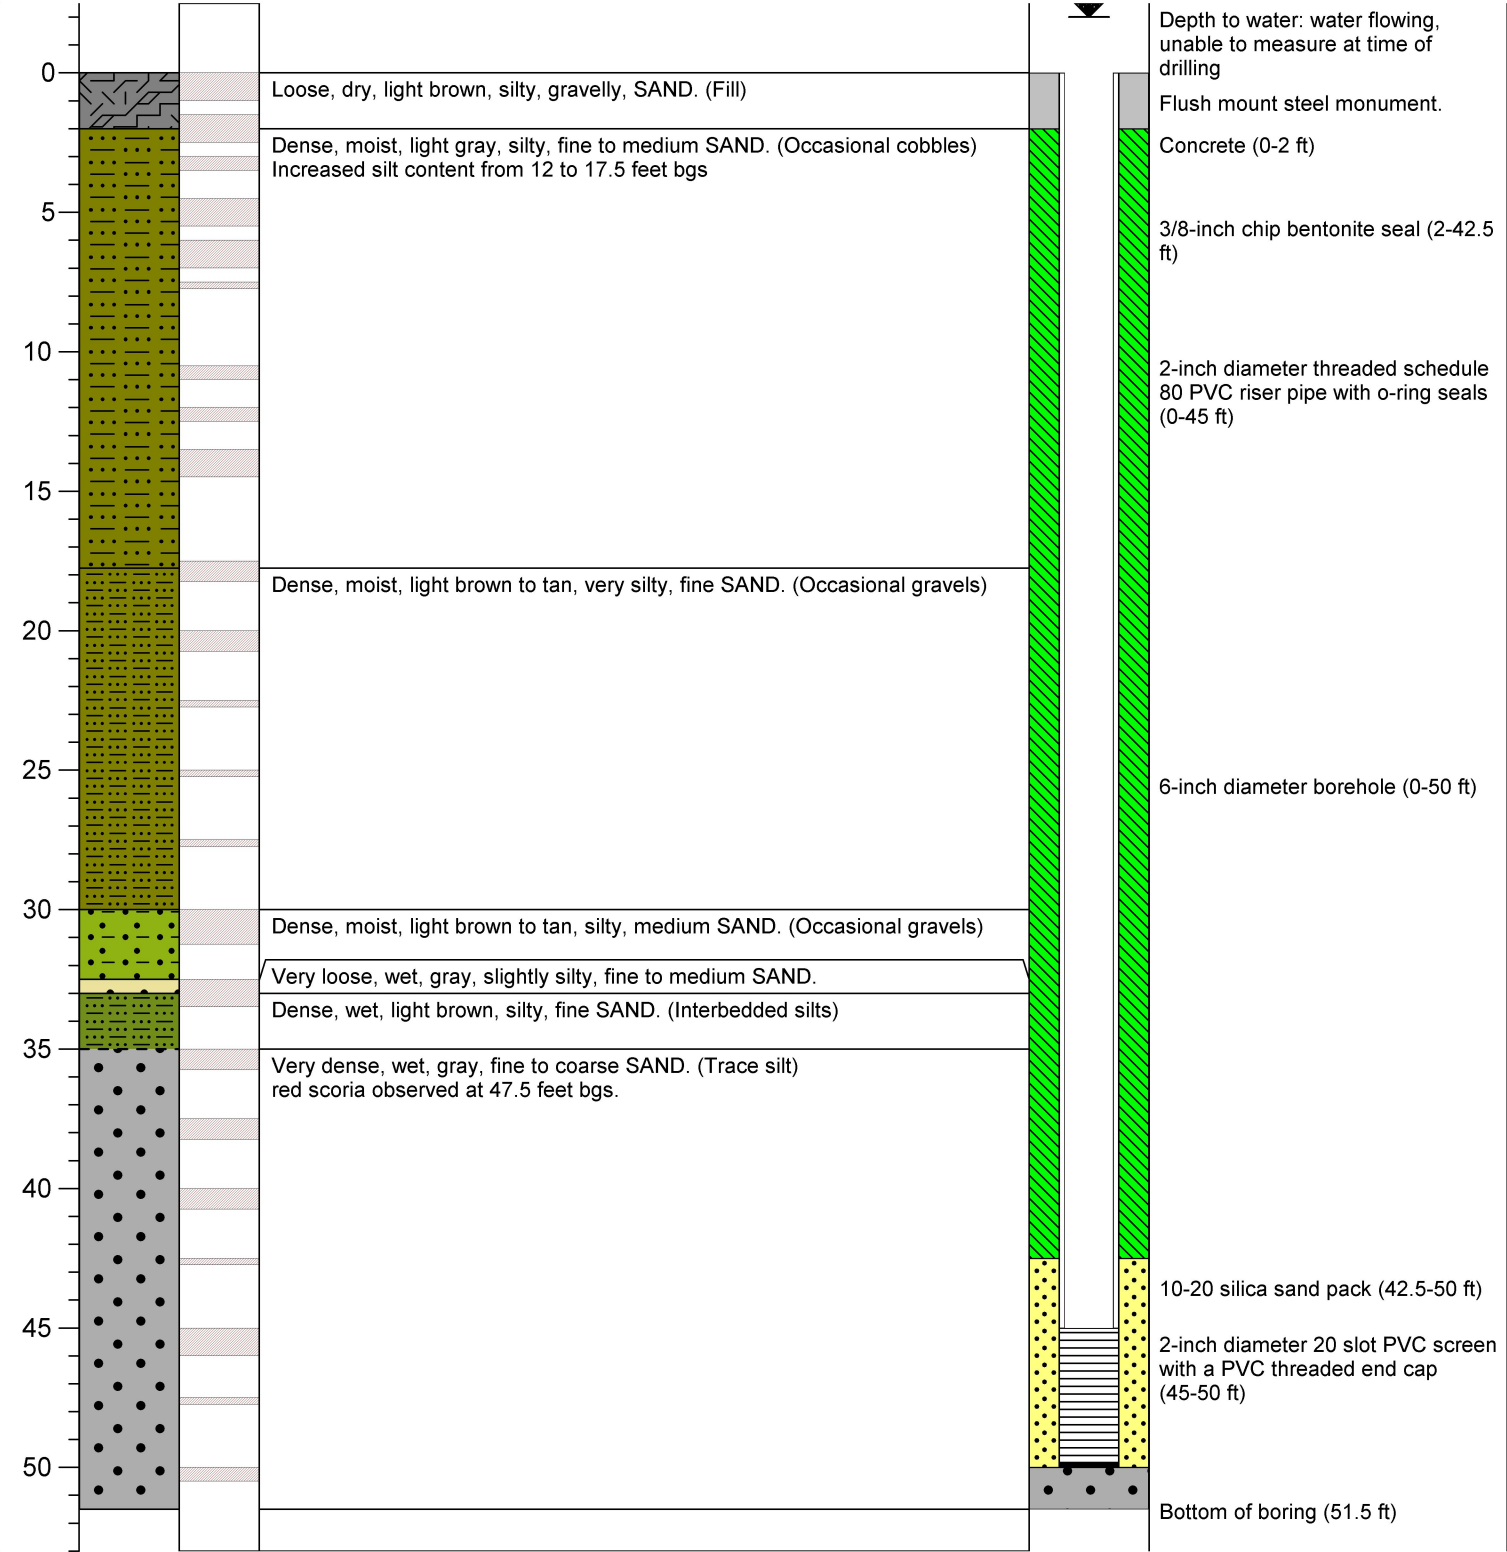 Depth to water: water flowing,
unable to measure at time of
drilling
0
Loose, dry, light brown, silty, gravelly, SAND. (Fill)
Flush mount steel monument.
Dense, moist, light gray, silty, fine to medium SAND. (Occasional cobbles)
Increased silt content from 12 to 17.5 feet bgs
Concrete (0-2 ft)
5
3/8-inch chip bentonite seal (2-42.5
ft)
10
2-inch diameter threaded schedule
80 PVC riser pipe with o-ring seals
(0-45 ft)
15
Dense, moist, light brown to tan, very silty, fine SAND. (Occasional gravels)
20
25
6-inch diameter borehole (0-50 ft)
30
Dense, moist, light brown to tan, silty, medium SAND. (Occasional gravels)
Very loose, wet, gray, slightly silty, fine to medium SAND.
Dense, wet, light brown, silty, fine SAND. (Interbedded silts)
35
Very dense, wet, gray, fine to coarse SAND. (Trace silt)
red scoria observed at 47.5 feet bgs.
40
10-20 silica sand pack (42.5-50 ft)
45
2-inch diameter 20 slot PVC screen
with a PVC threaded end cap
(45-50 ft)
50
Bottom of boring (51.5 ft)